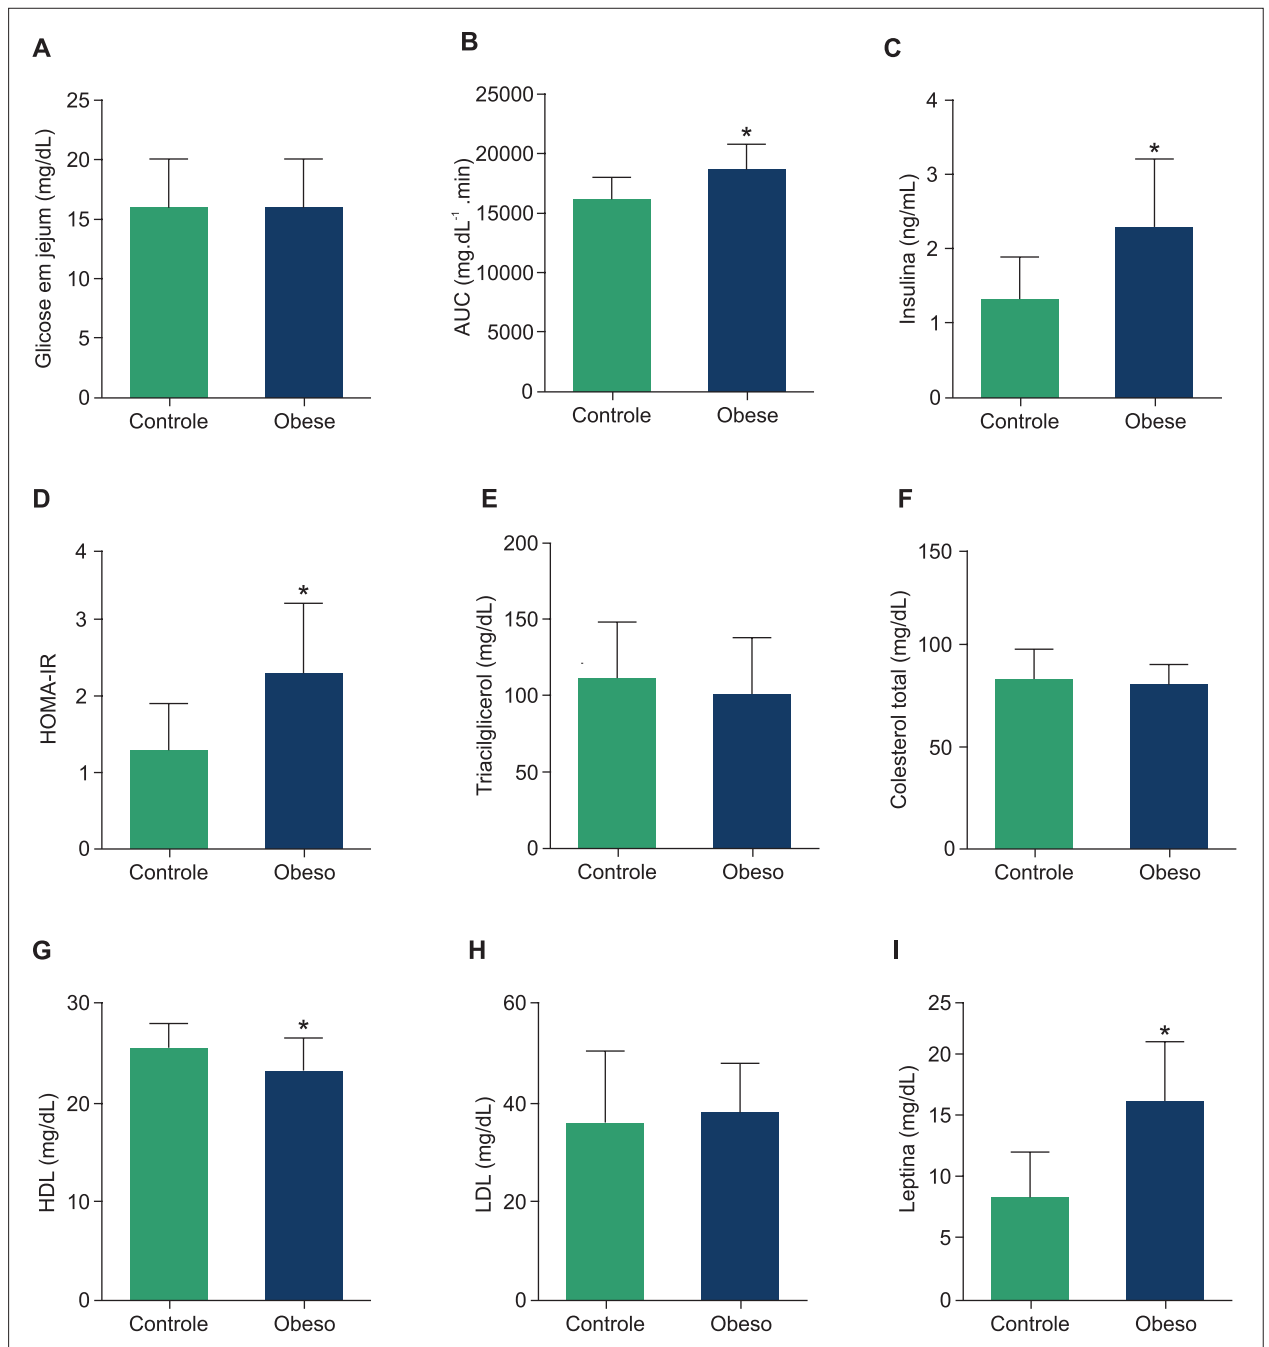 A
Glicose em jejum (mg/dL)
25
20
15
10
5
0
Controle
Obese
B
AUC (mg.dL⁻¹ .min)
25000
20000
15000
10000
5000
0
*
Controle
Obese
C
Insulina (ng/mL)
4
3
2
1
0
*
Controle
Obese
D
HOMA-IR
4
3
2
1
0
*
Controle
Obeso
E
Triacilglicerol (mg/dL)
200
150
100
50
0
Controle
Obeso
F
Colesterol total (mg/dL)
150
100
50
0
Controle
Obeso
G
HDL (mg/dL)
30
20
10
0
*
Controle
Obeso
H
LDL (mg/dL)
60
40
20
0
Controle
Obeso
I
Leptina (mg/dL)
25
20
15
10
5
0
*
Controle
Obeso